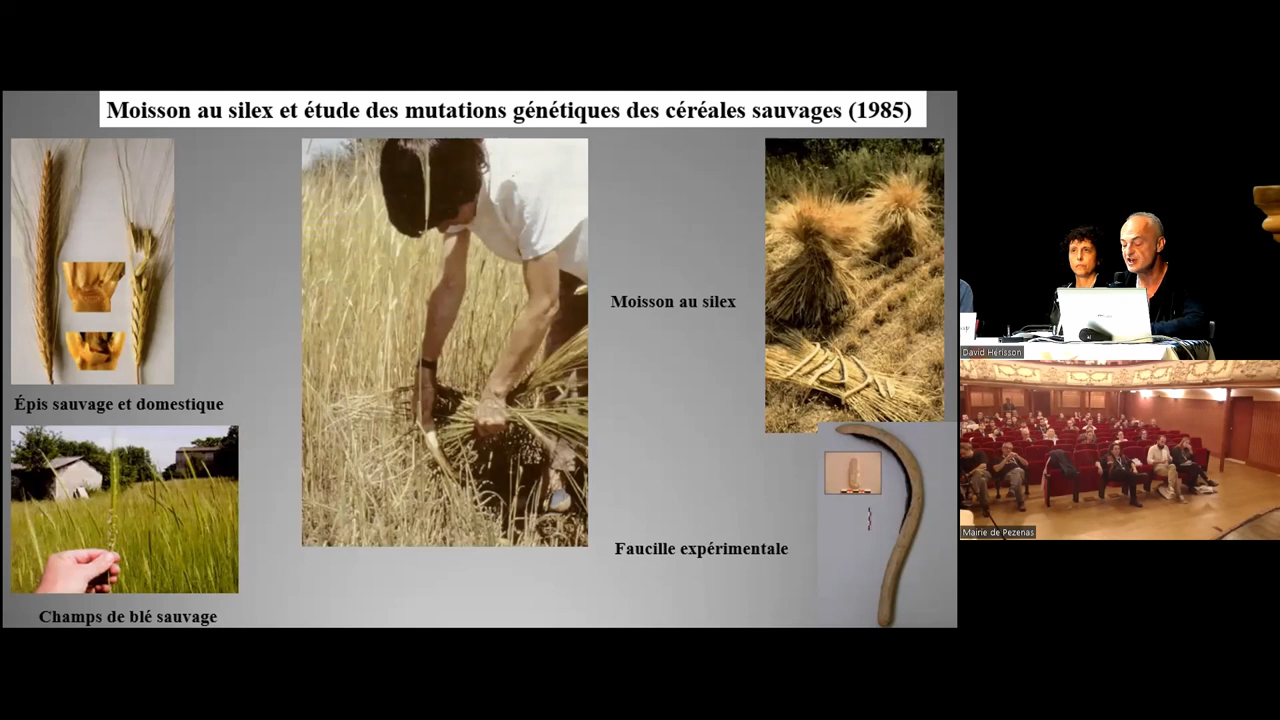 Moisson au silex et étude des mutations génétiques des céréales sauvages (1985)
Épis sauvage et domestique
Champs de blé sauvage
Moisson au silex
Faucille expérimentale
David Hérisson
Mairie de Pezenas